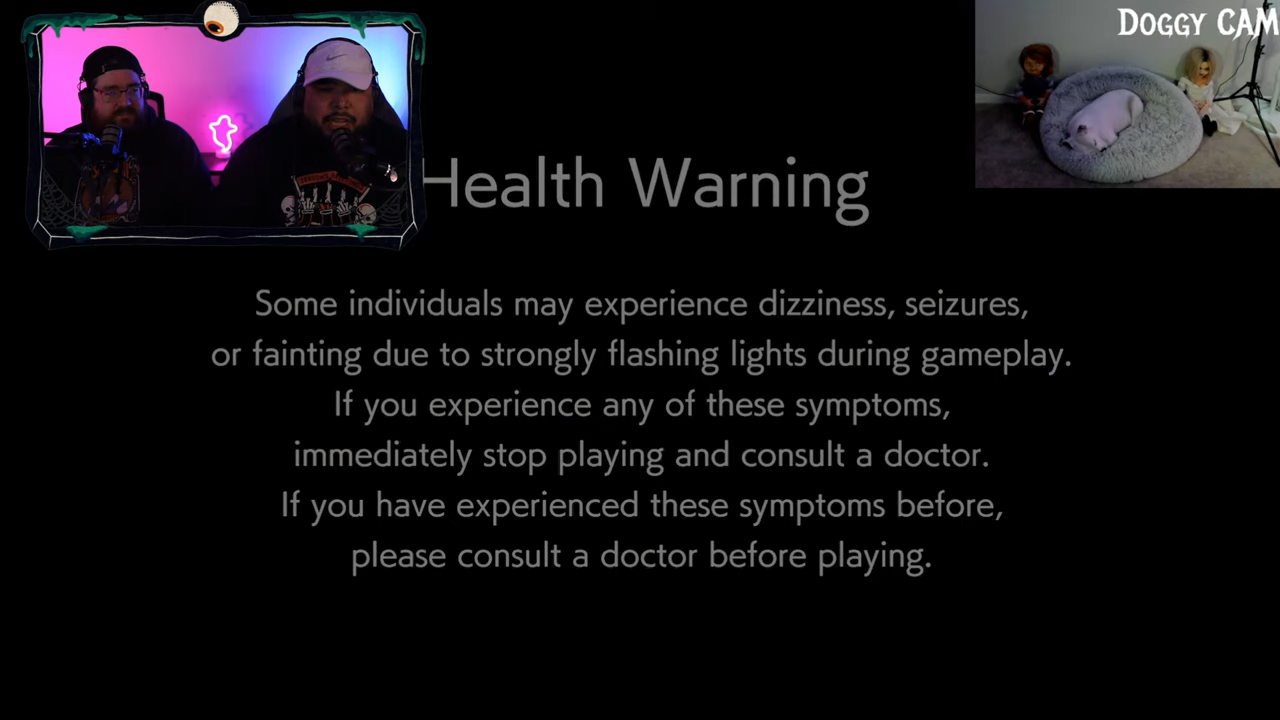 Doggy CAM
Health Warning
Some individuals may experience dizziness, seizures,
or fainting due to strongly flashing lights during gameplay.
If you experience any of these symptoms,
immediately stop playing and consult a doctor.
If you have experienced these symptoms before,
please consult a doctor before playing.